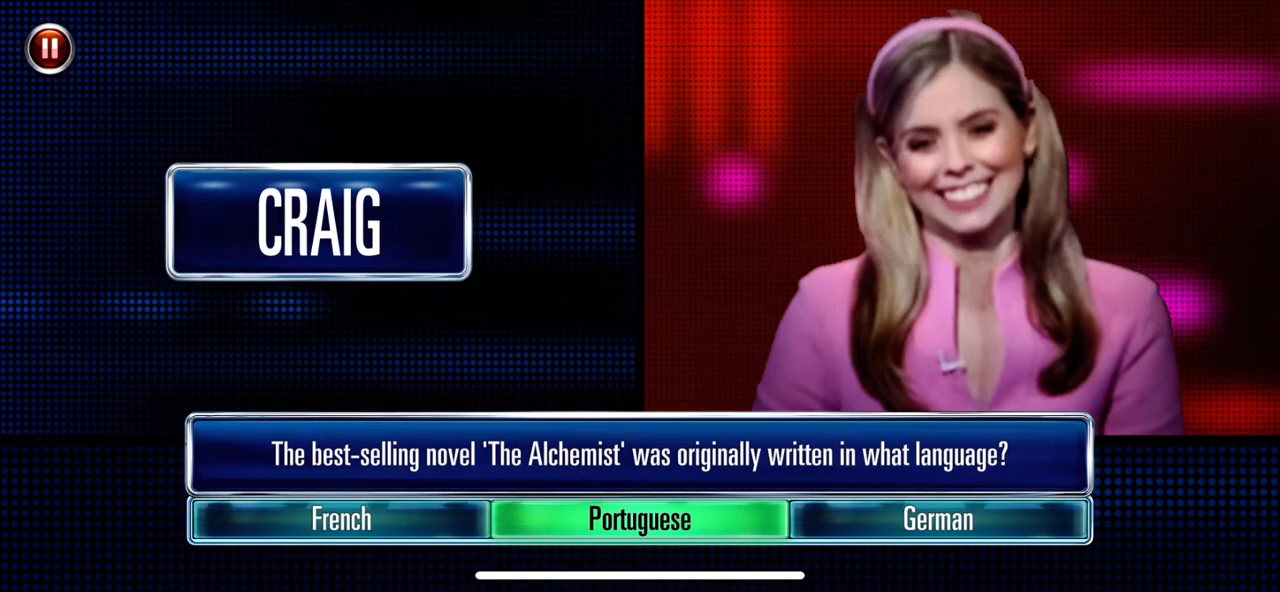 CRAIG
The best-selling novel 'The Alchemist' was originally written in what language?
French
Portuguese
German